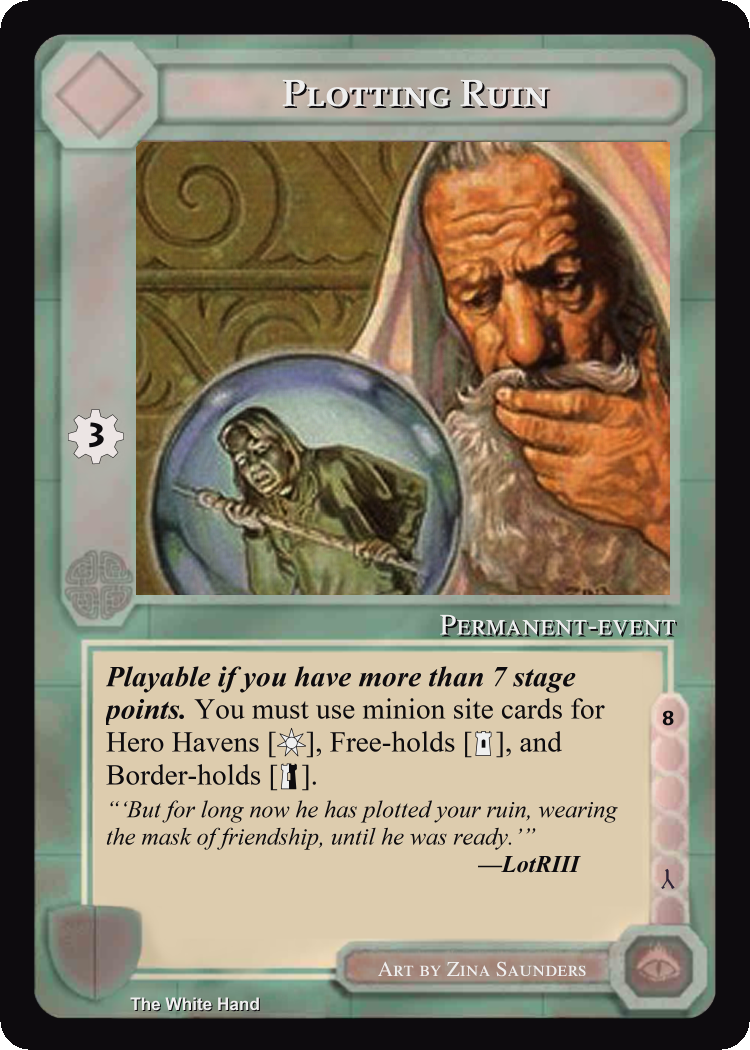 Plotting Ruin
3
Permanent-event
Playable if you have more than 7 stage
points. You must use minion site cards for
Hero Havens [ ], Free-holds [ ], and
Border-holds [ ].
“‘But for long now he has plotted your ruin, wearing
the mask of friendship, until he was ready.’”
—LotRIII
8
Art by Zina Saunders
The White Hand